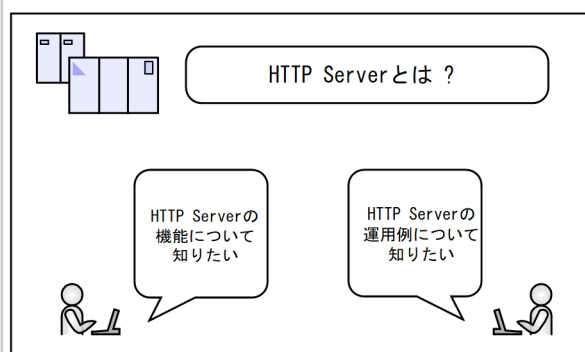 HTTP Serverとは ?
HTTP Serverの
機能について
知りたい
HTTP Serverの
運用例について
知りたい